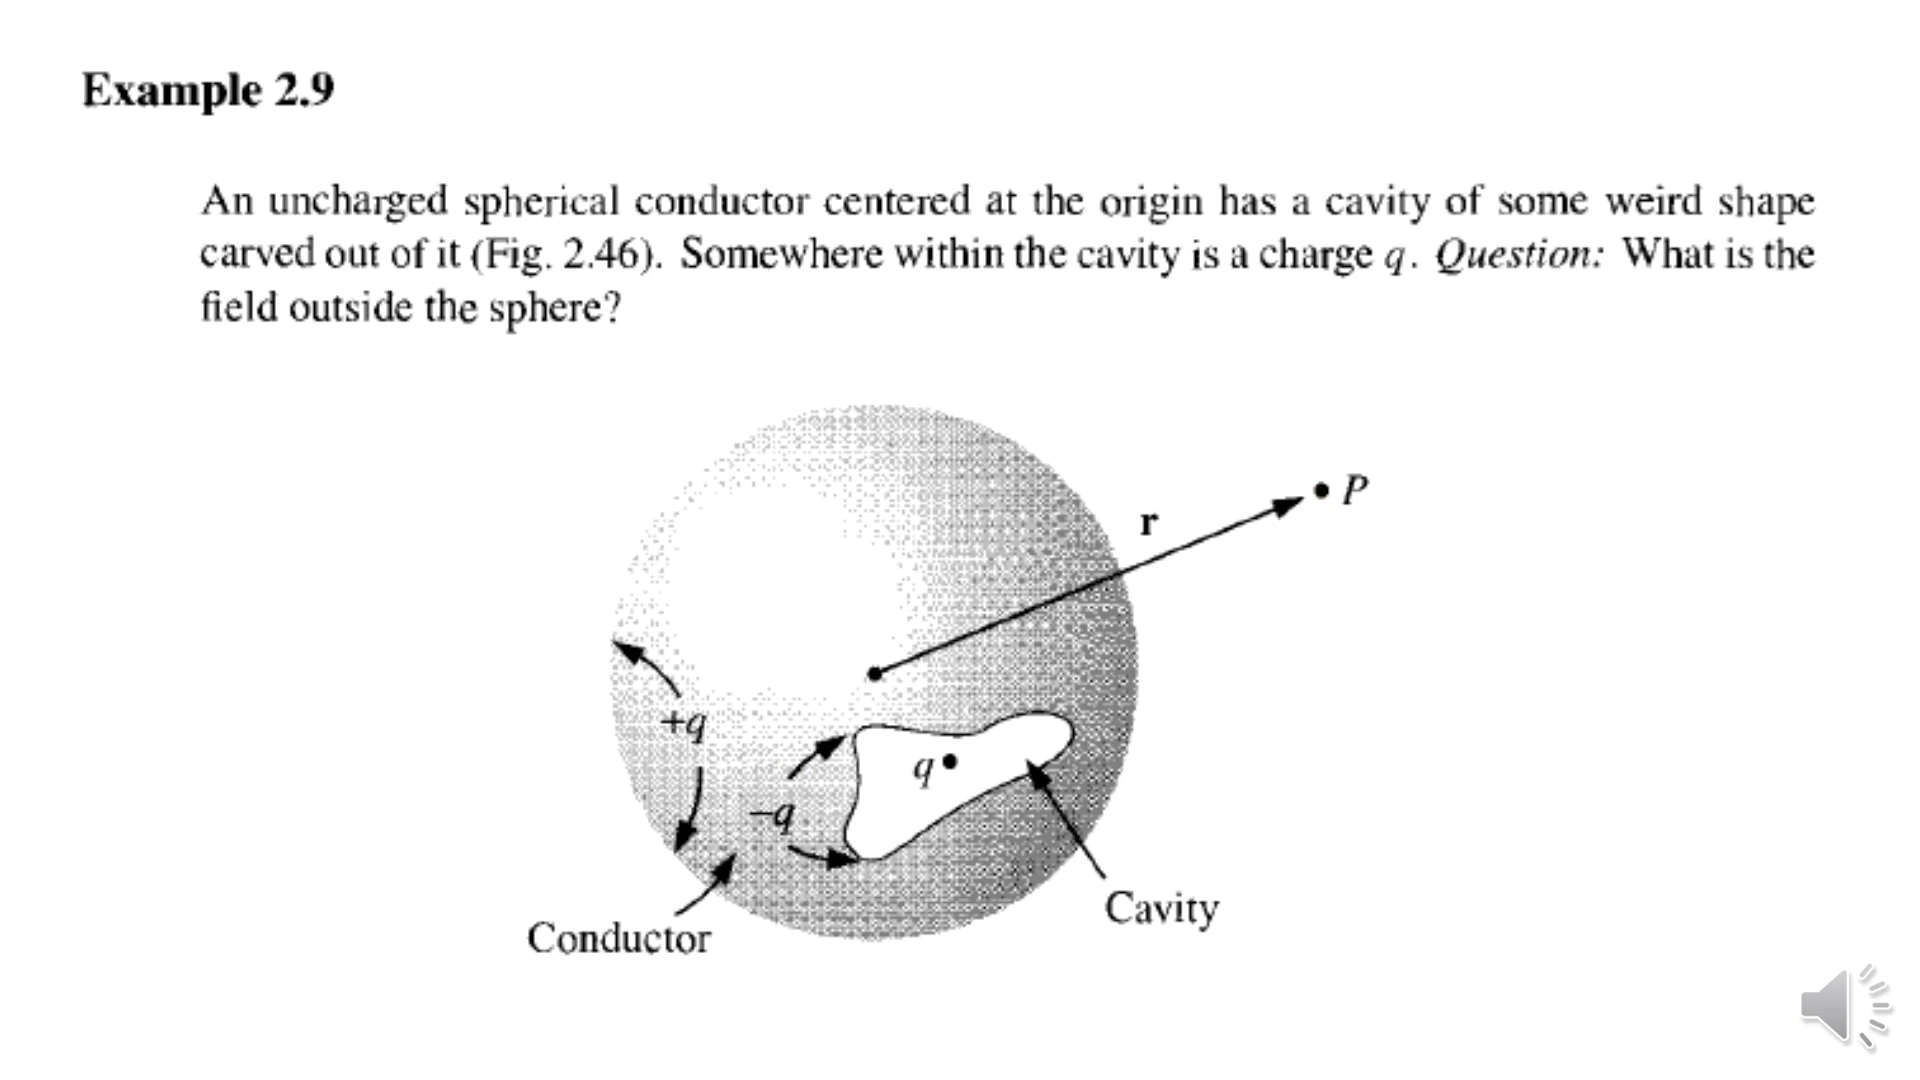 Example 2.9
An uncharged spherical conductor centered at the origin has a cavity of some weird shape
carved out of it (Fig. 2.46). Somewhere within the cavity is a charge q. Question: What is the
field outside the sphere?
P
r
+q
q
−q
Cavity
Conductor